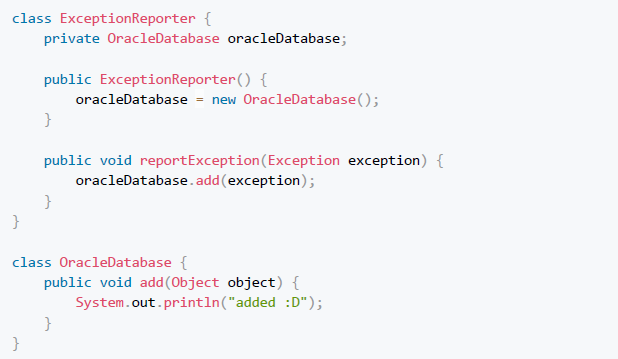 class ExceptionReporter {
    private OracleDatabase oracleDatabase;

    public ExceptionReporter() {
        oracleDatabase = new OracleDatabase();
    }

    public void reportException(Exception exception) {
        oracleDatabase.add(exception);
    }
}

class OracleDatabase {
    public void add(Object object) {
        System.out.println("added :D");
    }
}